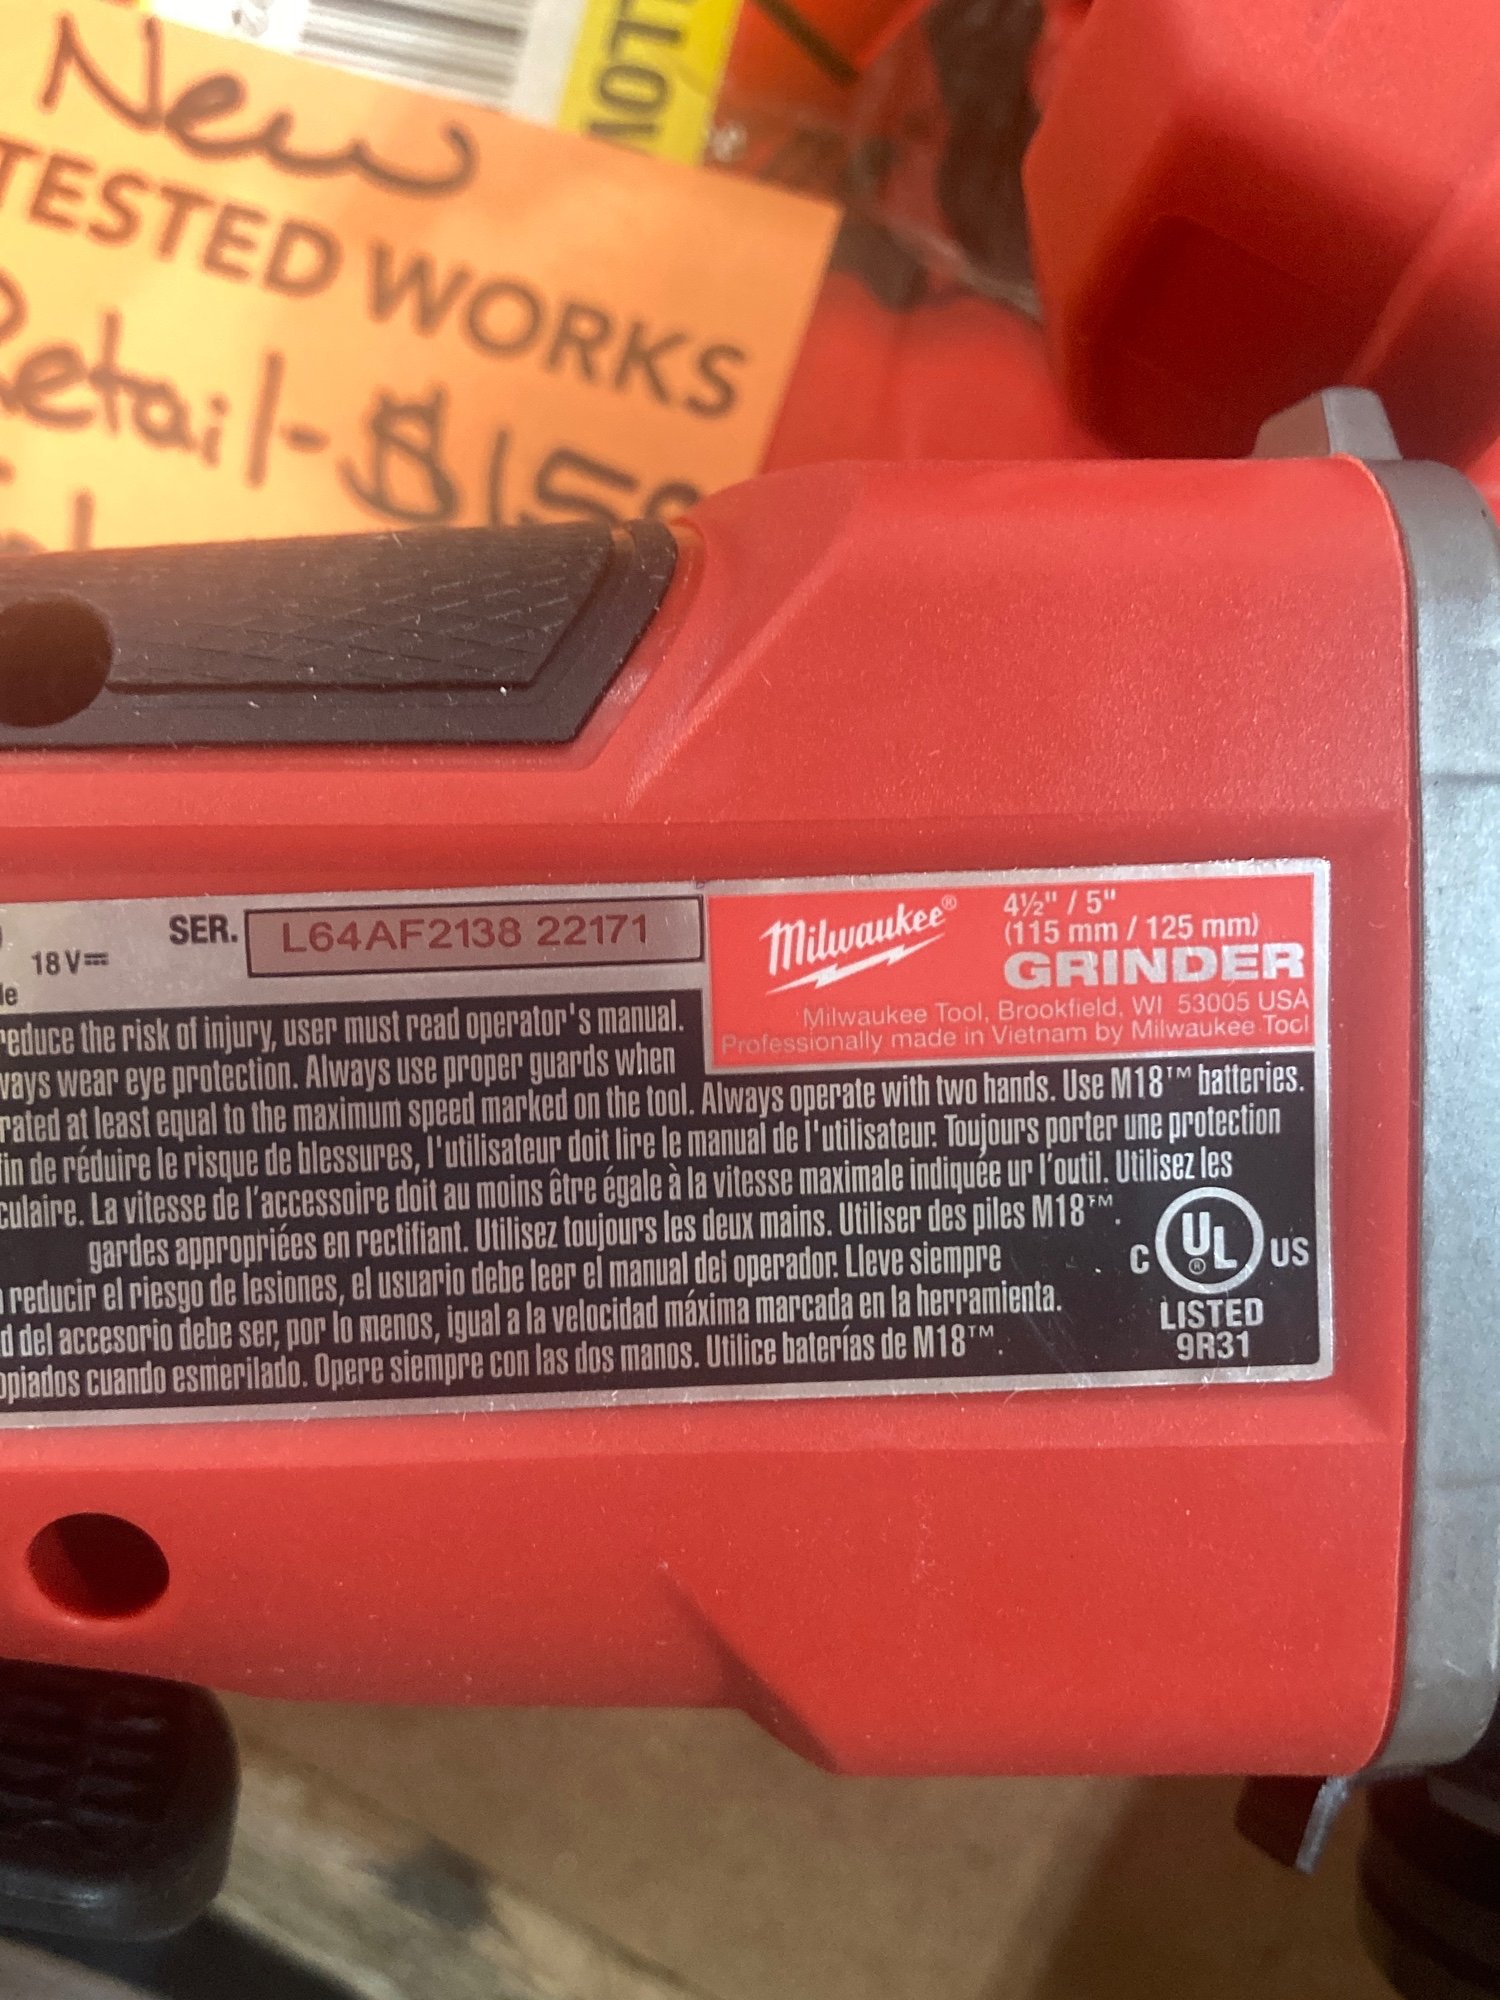 New
TESTED WORKS
Retail - $15
SER. L64AF2138 22171
18 V
Milwaukee®
4½" / 5"
(115 mm / 125 mm)
GRINDER
Milwaukee Tool, Brookfield, WI 53005 USA
Professionally made in Vietnam by Milwaukee Tool
reduce the risk of injury, user must read operator's manual.
ways wear eye protection. Always use proper guards when
rated at least equal to the maximum speed marked on the tool. Always operate with two hands. Use M18™ batteries.
fin de réduire le risque de blessures, l'utilisateur doit lire le manual de l'utilisateur. Toujours porter une protection
culaire. La vitesse de l'accessoire doit au moins être égale à la vitesse maximale indiquée ur l'outil. Utilisez les
gardes appropriées en rectifiant. Utilisez toujours les deux mains. Utiliser des piles M18™.
reducir el riesgo de lesiones, el usuario debe leer el manual del operador. Lleve siempre
d del accesorio debe ser, por lo menos, igual a la velocidad máxima marcada en la herramienta.
opiados cuando esmerilado. Opere siempre con las dos manos. Utilice baterías de M18™.
C UL® US
LISTED
9R31